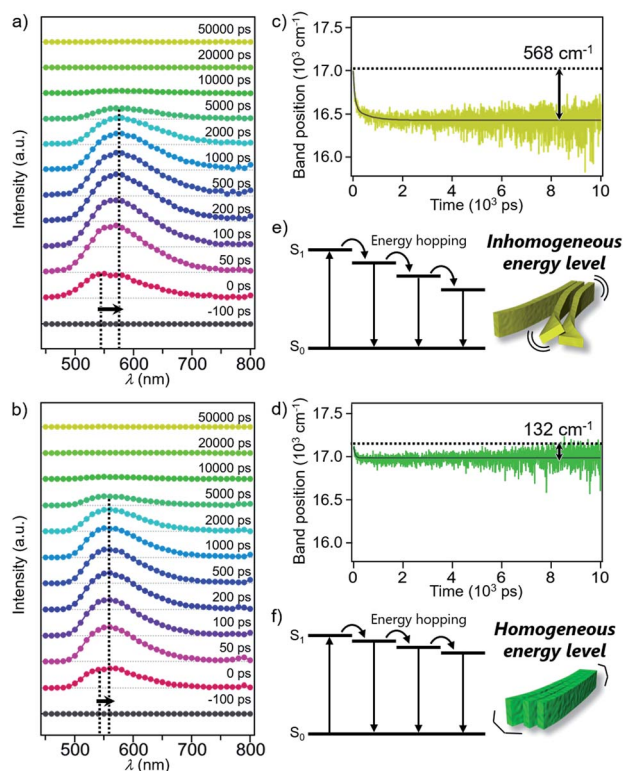 a)
50000 ps
20000 ps
10000 ps
5000 ps
2000 ps
1000 ps
500 ps
200 ps
100 ps
50 ps
0 ps
-100 ps
Intensity (a.u.)
500 600 700 800
λ (nm)
b)
50000 ps
20000 ps
10000 ps
5000 ps
2000 ps
1000 ps
500 ps
200 ps
100 ps
50 ps
0 ps
-100 ps
Intensity (a.u.)
500 600 700 800
λ (nm)
c)
568 cm⁻¹
17.5
17.0
16.5
16.0
Band position (10³ cm⁻¹)
0 2 4 6 8 10
Time (10³ ps)
e)
S₁
Energy hopping
S₀
Inhomogeneous
energy level
d)
132 cm⁻¹
17.5
17.0
16.5
16.0
Band position (10³ cm⁻¹)
0 2 4 6 8 10
Time (10³ ps)
f)
S₁
Energy hopping
S₀
Homogeneous
energy level